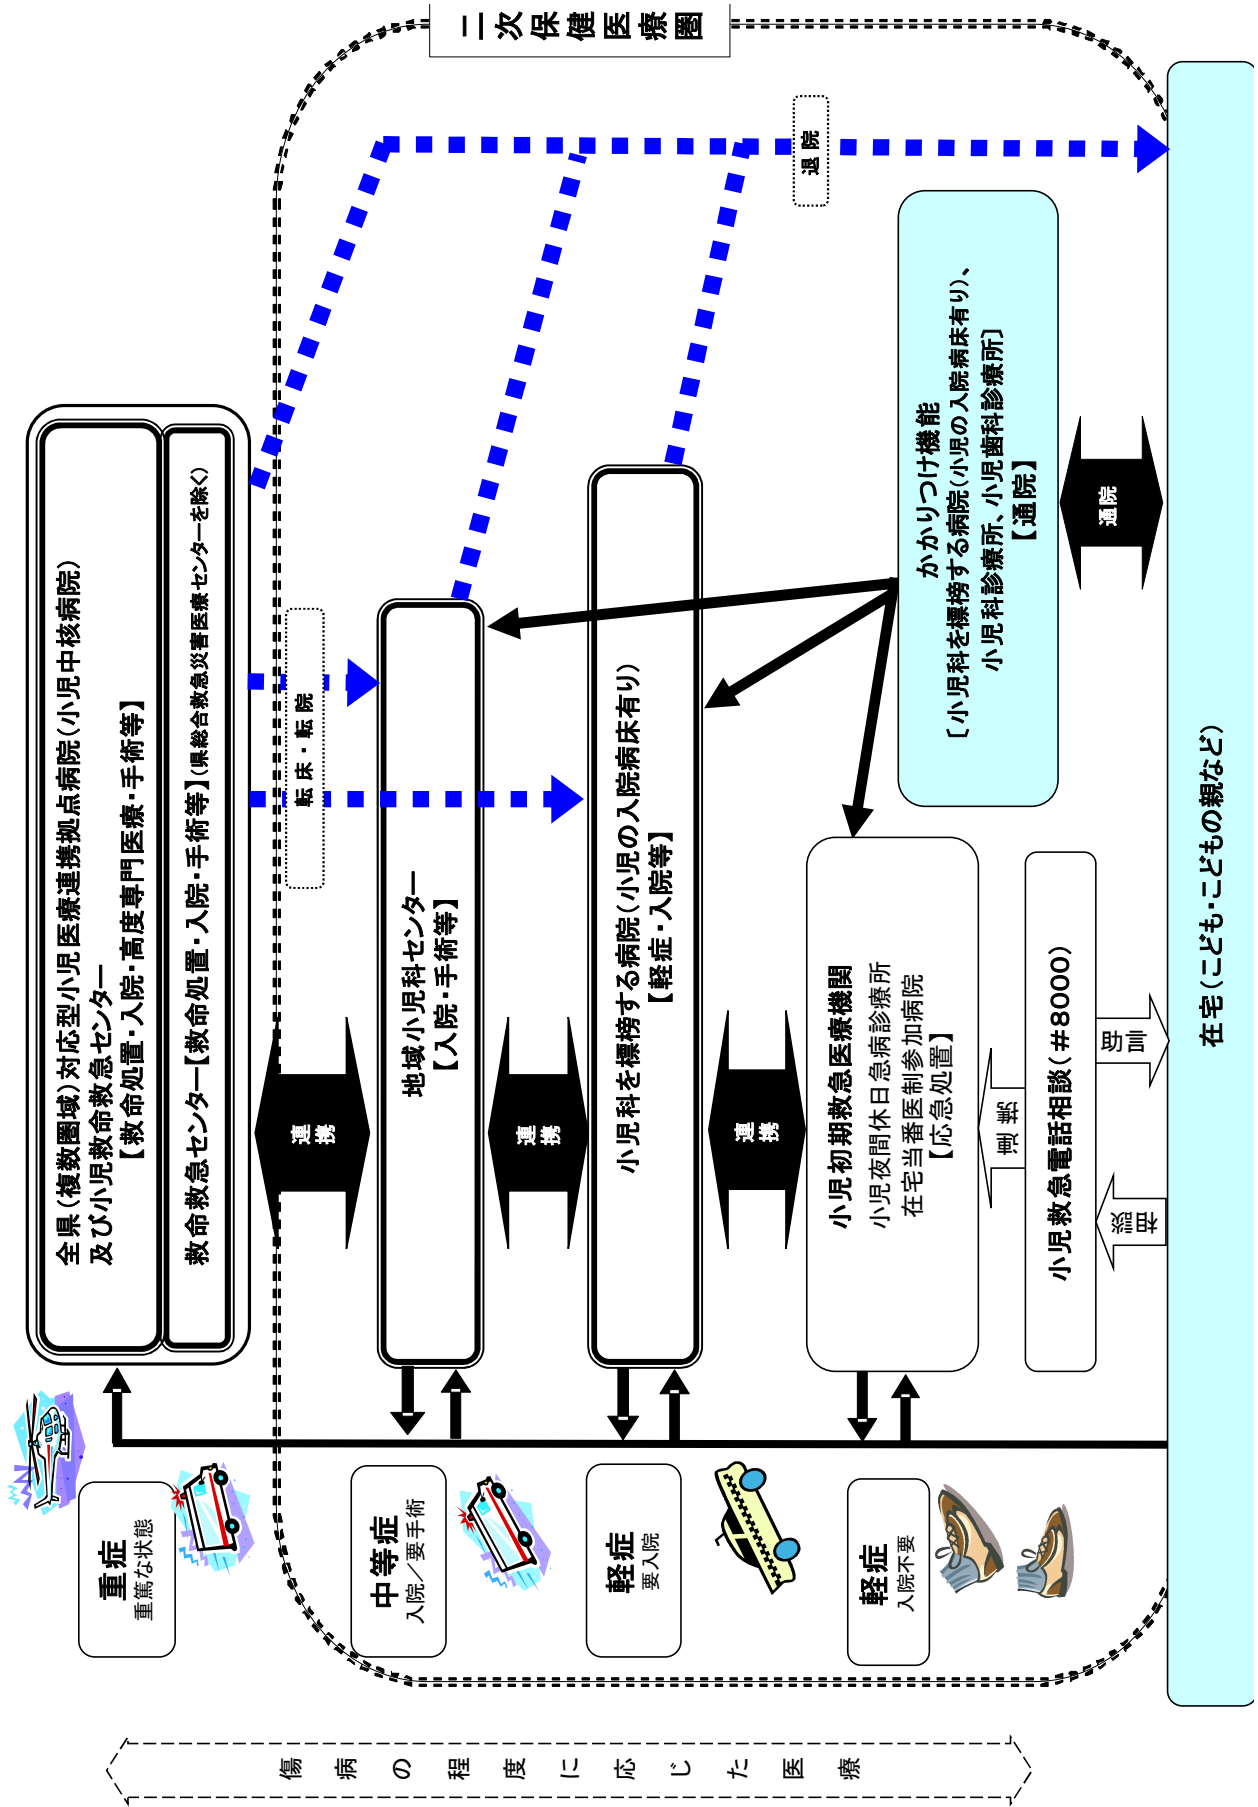 二次保健医療圏
全県（複数圏域）対応型小児医療連携拠点病院（小児中核病院）
及び小児救命救急センター
【救命処置・入院・高度専門医療・手術等】
救命救急センター【救命処置・入院・手術等】（県総合救急災害医療センターを除く）
重症
重篤な状態
連携
転床・転院
退院
地域小児科センター
【入院・手術等】
中等症
入院／要手術
連携
小児科を標榜する病院（小児の入院病床有り）
【軽症・入院等】
軽症
要入院
連携
小児初期救急医療機関
小児夜間休日急病診療所
在宅当番医制参加病院
【応急処置】
軽症
入院不要
かかりつけ機能
［小児科を標榜する病院（小児の入院病床有り）、
小児科診療所、小児歯科診療所］
【通院】
連携
小児救急電話相談（＃8000）
相談
助言
通院
在宅（こども・こどもの親など）
傷病の程度に応じた医療